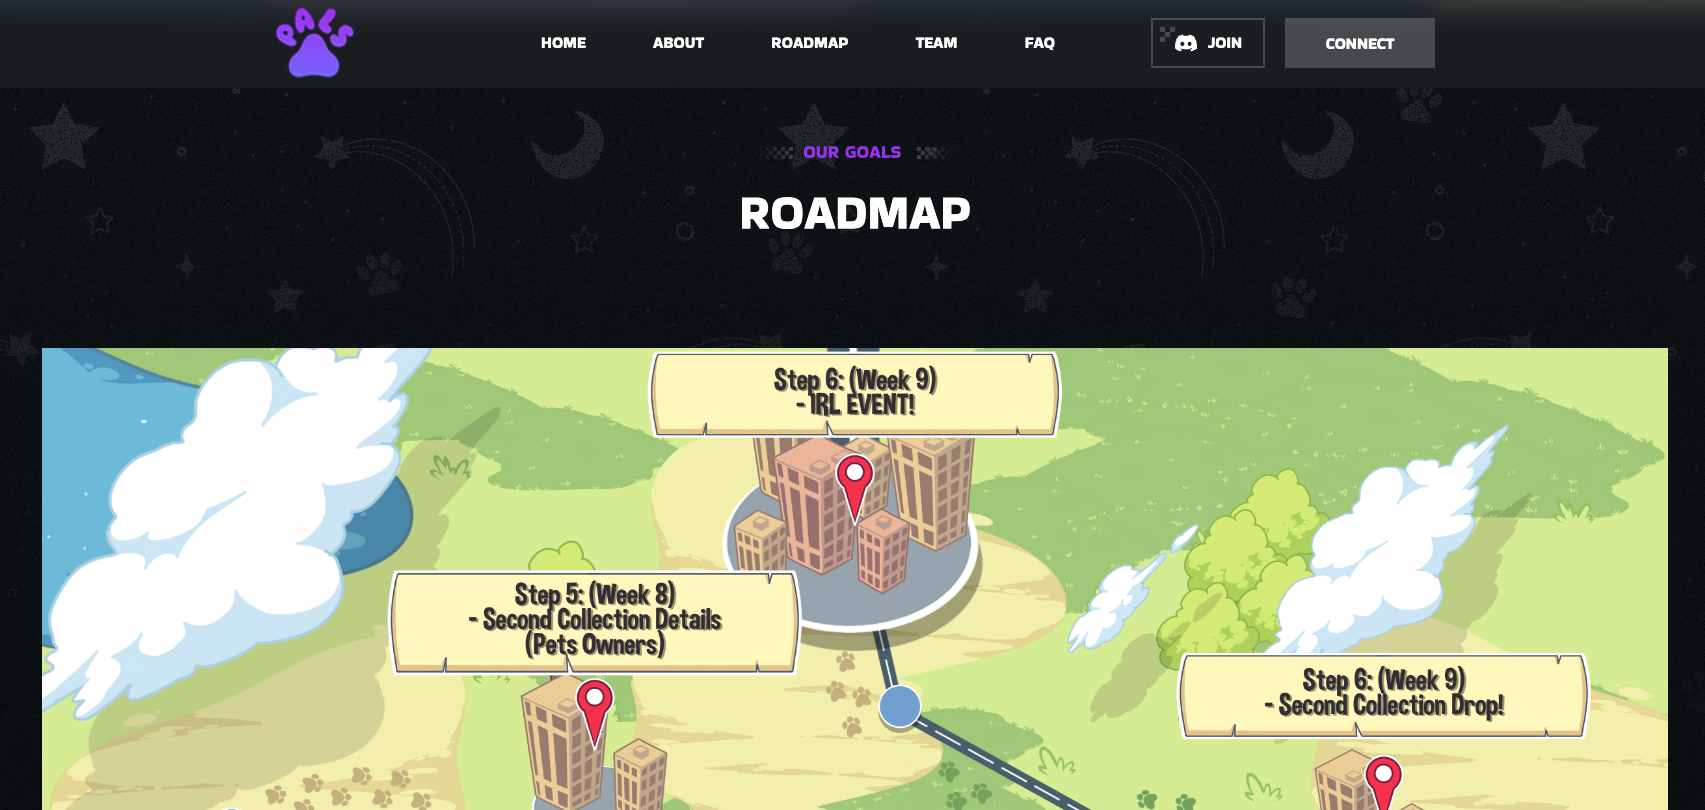 PALS
HOME
ABOUT
ROADMAP
TEAM
FAQ
JOIN
CONNECT
OUR GOALS
ROADMAP
Step 6: (Week 9)
- IRL EVENT!
Step 5: (Week 8)
- Second Collection Details
(Pets Owners)
Step 6: (Week 9)
- Second Collection Drop!